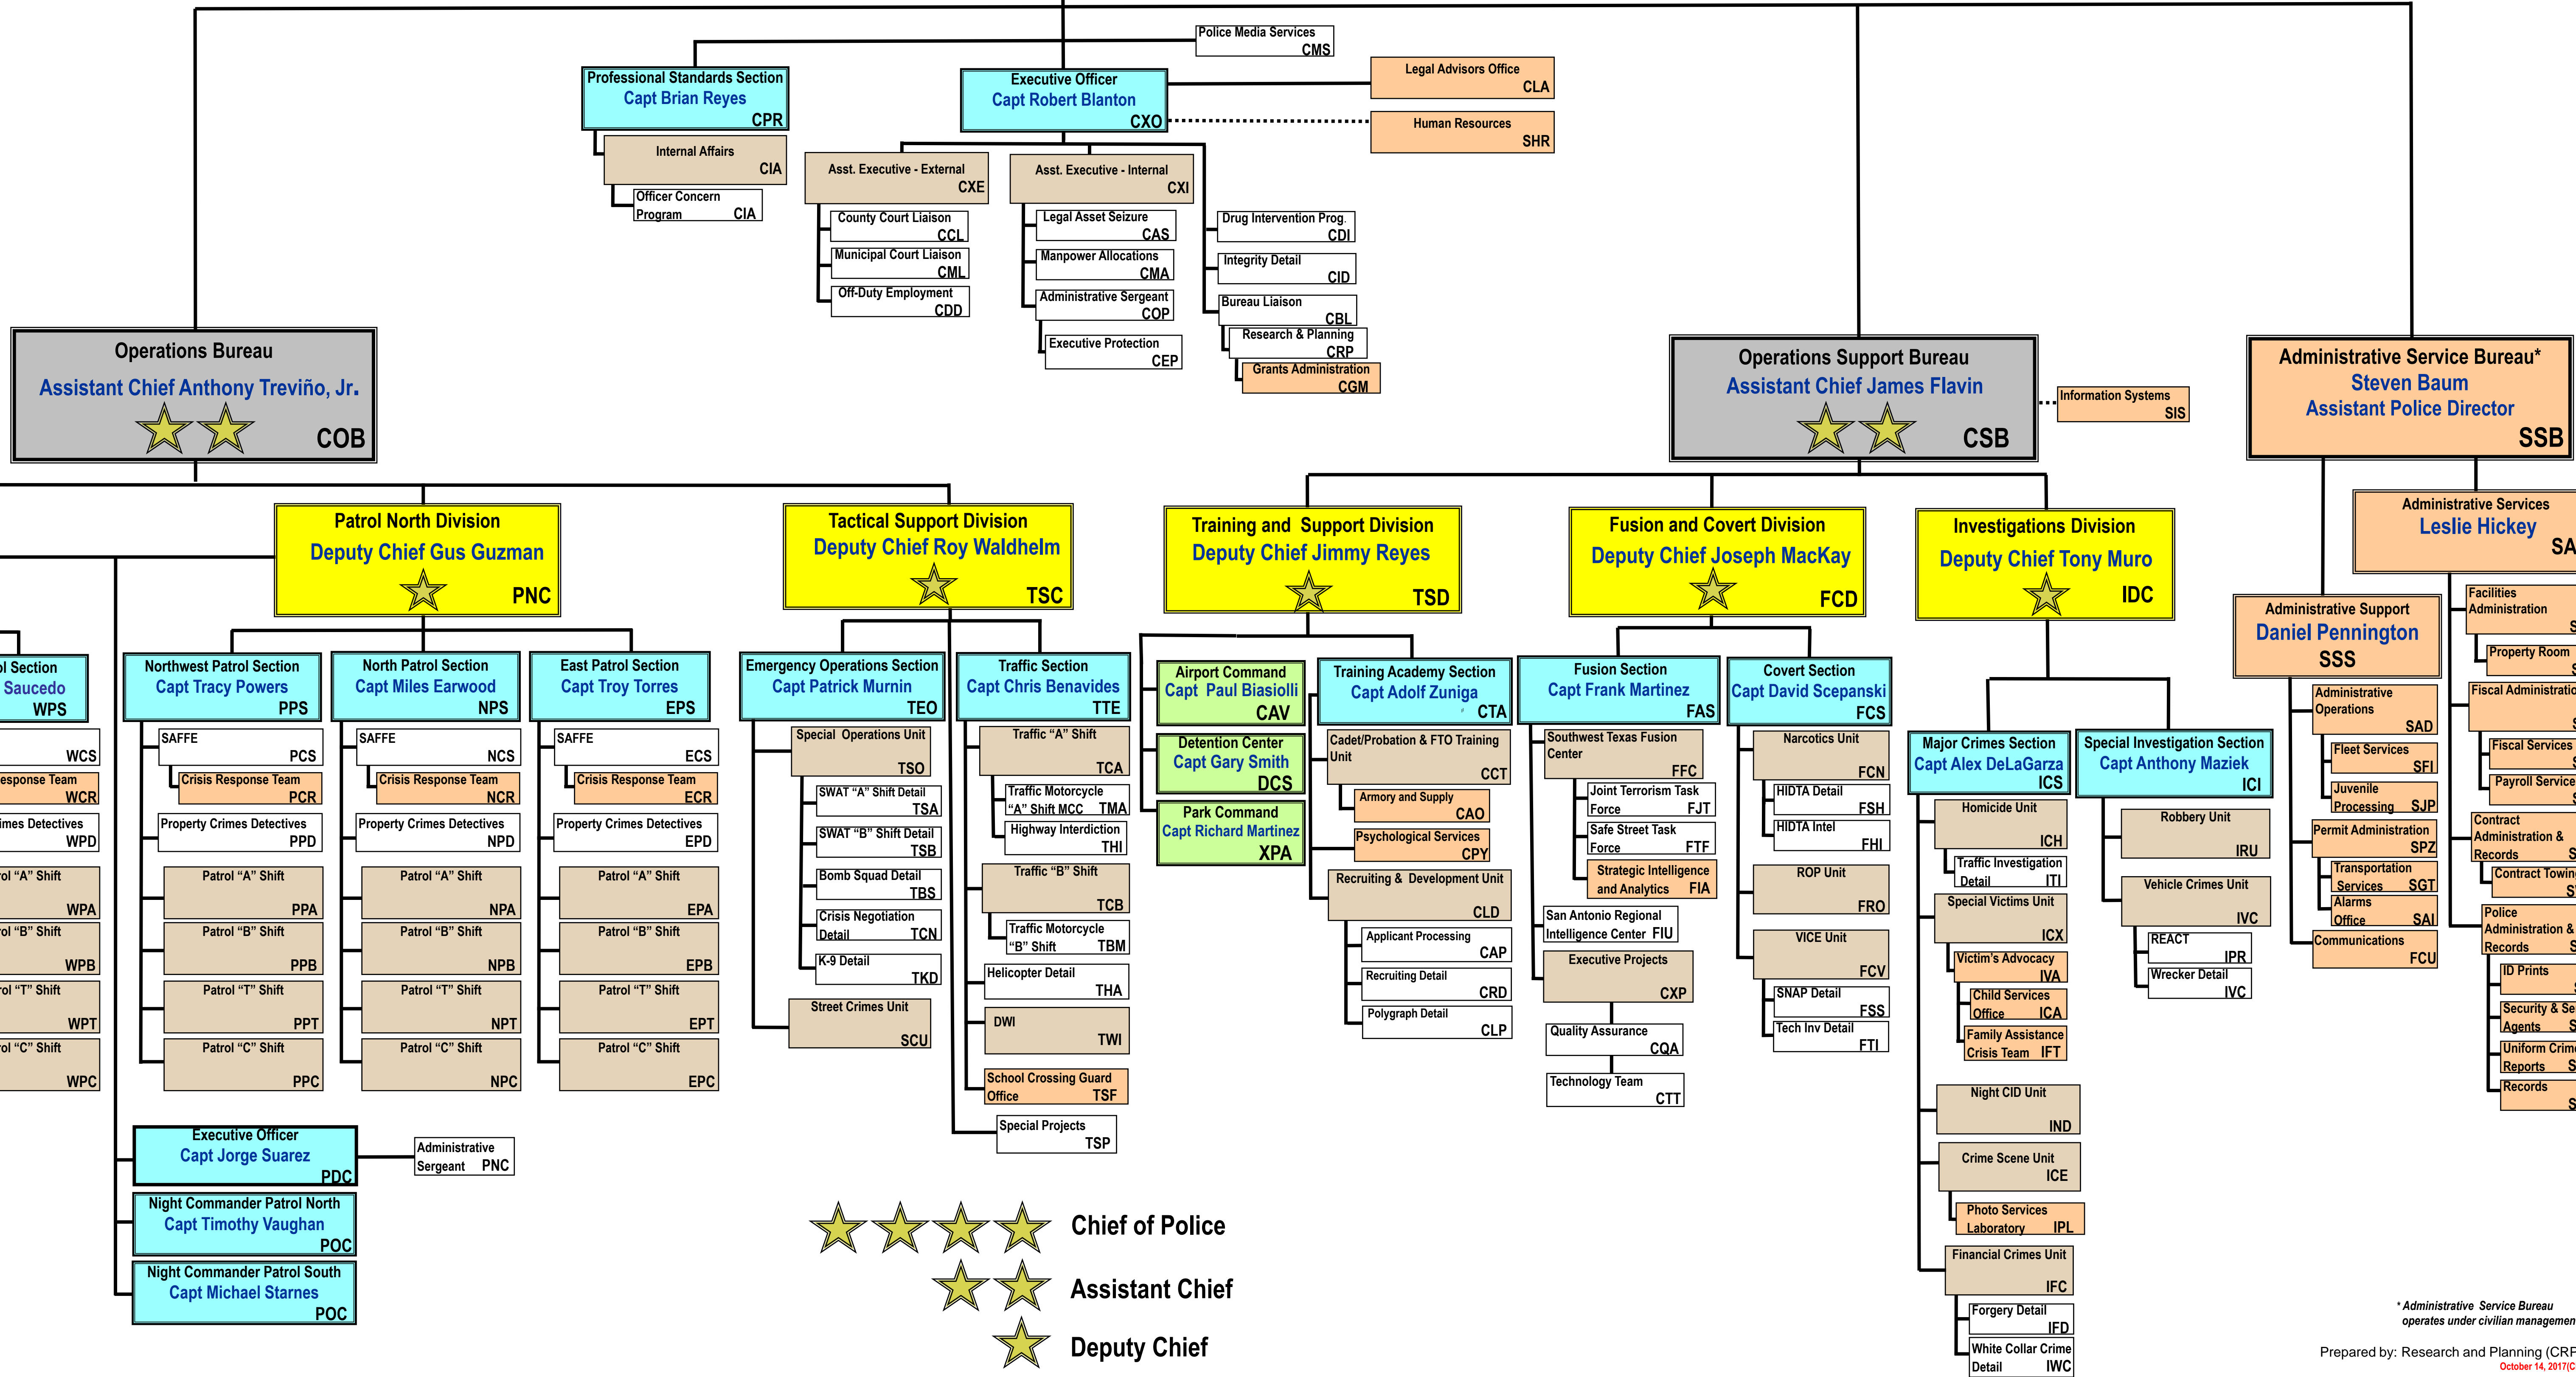 Police Media Services
CMS
Professional Standards Section
Capt Brian Reyes
CPR
Internal Affairs
CIA
Officer Concern
Program CIA
Executive Officer
Capt Robert Blanton
CXO
Legal Advisors Office
CLA
Human Resources
SHR
Asst. Executive - External
CXE
County Court Liaison
CCL
Municipal Court Liaison
CML
Off-Duty Employment
CDD
Asst. Executive - Internal
CXI
Legal Asset Seizure
CAS
Manpower Allocations
CMA
Administrative Sergeant
COP
Executive Protection
CEP
Drug Intervention Prog.
CDI
Integrity Detail
CID
Bureau Liaison
CBL
Research & Planning
CRP
Grants Administration
CGM
Operations Bureau
Assistant Chief Anthony Treviño, Jr.
COB
Operations Support Bureau
Assistant Chief James Flavin
CSB
Information Systems
SIS
Administrative Service Bureau*
Steven Baum
Assistant Police Director
SSB
Patrol North Division
Deputy Chief Gus Guzman
PNC
Tactical Support Division
Deputy Chief Roy Waldhelm
TSC
Training and Support Division
Deputy Chief Jimmy Reyes
TSD
Fusion and Covert Division
Deputy Chief Joseph MacKay
FCD
Investigations Division
Deputy Chief Tony Muro
IDC
Administrative Services
Leslie Hickey
SA
Administrative Support
Daniel Pennington
SSS
ol Section
Saucedo
WPS
WCS
esponse Team
WCR
imes Detectives
WPD
ol “A” Shift
WPA
ol “B” Shift
WPB
ol “T” Shift
WPT
ol “C” Shift
WPC
Northwest Patrol Section
Capt Tracy Powers
PPS
SAFFE
PCS
Crisis Response Team
PCR
Property Crimes Detectives
PPD
Patrol “A” Shift
PPA
Patrol “B” Shift
PPB
Patrol “T” Shift
PPT
Patrol “C” Shift
PPC
North Patrol Section
Capt Miles Earwood
NPS
SAFFE
NCS
Crisis Response Team
NCR
Property Crimes Detectives
NPD
Patrol “A” Shift
NPA
Patrol “B” Shift
NPB
Patrol “T” Shift
NPT
Patrol “C” Shift
NPC
East Patrol Section
Capt Troy Torres
EPS
SAFFE
ECS
Crisis Response Team
ECR
Property Crimes Detectives
EPD
Patrol “A” Shift
EPA
Patrol “B” Shift
EPB
Patrol “T” Shift
EPT
Patrol “C” Shift
EPC
Executive Officer
Capt Jorge Suarez
PDC
Administrative
Sergeant PNC
Night Commander Patrol North
Capt Timothy Vaughan
POC
Night Commander Patrol South
Capt Michael Starnes
POC
Emergency Operations Section
Capt Patrick Murnin
TEO
Special Operations Unit
TSO
SWAT “A” Shift Detail
TSA
SWAT “B” Shift Detail
TSB
Bomb Squad Detail
TBS
Crisis Negotiation
Detail TCN
K-9 Detail
TKD
Street Crimes Unit
SCU
Traffic Section
Capt Chris Benavides
TTE
Traffic “A” Shift
TCA
Traffic Motorcycle
“A” Shift MCC TMA
Highway Interdiction
THI
Traffic “B” Shift
TCB
Traffic Motorcycle
“B” Shift TBM
Helicopter Detail
THA
DWI
TWI
School Crossing Guard
Office TSF
Special Projects
TSP
Airport Command
Capt Paul Biasiolli
CAV
Detention Center
Capt Gary Smith
DCS
Park Command
Capt Richard Martinez
XPA
Training Academy Section
Capt Adolf Zuniga
CTA
Cadet/Probation & FTO Training
Unit
CCT
Armory and Supply
CAO
Psychological Services
CPY
Recruiting & Development Unit
CLD
Applicant Processing
CAP
Recruiting Detail
CRD
Polygraph Detail
CLP
Fusion Section
Capt Frank Martinez
FAS
Southwest Texas Fusion
Center
FFC
Joint Terrorism Task
Force FJT
Safe Street Task
Force FTF
Strategic Intelligence
and Analytics FIA
San Antonio Regional
Intelligence Center FIU
Executive Projects
CXP
Quality Assurance
CQA
Technology Team
CTT
Covert Section
Capt David Scepanski
FCS
Narcotics Unit
FCN
HIDTA Detail
FSH
HIDTA Intel
FHI
ROP Unit
FRO
VICE Unit
FCV
SNAP Detail
FSS
Tech Inv Detail
FTI
Major Crimes Section
Capt Alex DeLaGarza
ICS
Homicide Unit
ICH
Traffic Investigation
Detail ITI
Special Victims Unit
ICX
Victim’s Advocacy
IVA
Child Services
Office ICA
Family Assistance
Crisis Team IFT
Night CID Unit
IND
Crime Scene Unit
ICE
Photo Services
Laboratory IPL
Financial Crimes Unit
IFC
Forgery Detail
IFD
White Collar Crime
Detail IWC
Special Investigation Section
Capt Anthony Maziek
ICI
Robbery Unit
IRU
Vehicle Crimes Unit
IVC
REACT
IPR
Wrecker Detail
IVC
Administrative
Operations
SAD
Fleet Services
SFI
Juvenile
Processing SJP
Permit Administration
SPZ
Transportation
Services SGT
Alarms
Office SAI
Communications
FCU
Facilities
Administration
S
Property Room
S
Fiscal Administratio
S
Fiscal Services
S
Payroll Service
S
Contract
Administration &
Records S
Contract Towin
S
Police
Administration &
Records S
ID Prints
S
Security & Se
Agents S
Uniform Crim
Reports S
Records
S
Chief of Police
Assistant Chief
Deputy Chief
* Administrative Service Bureau
operates under civilian managemen
Prepared by: Research and Planning (CRP
October 14, 2017(C